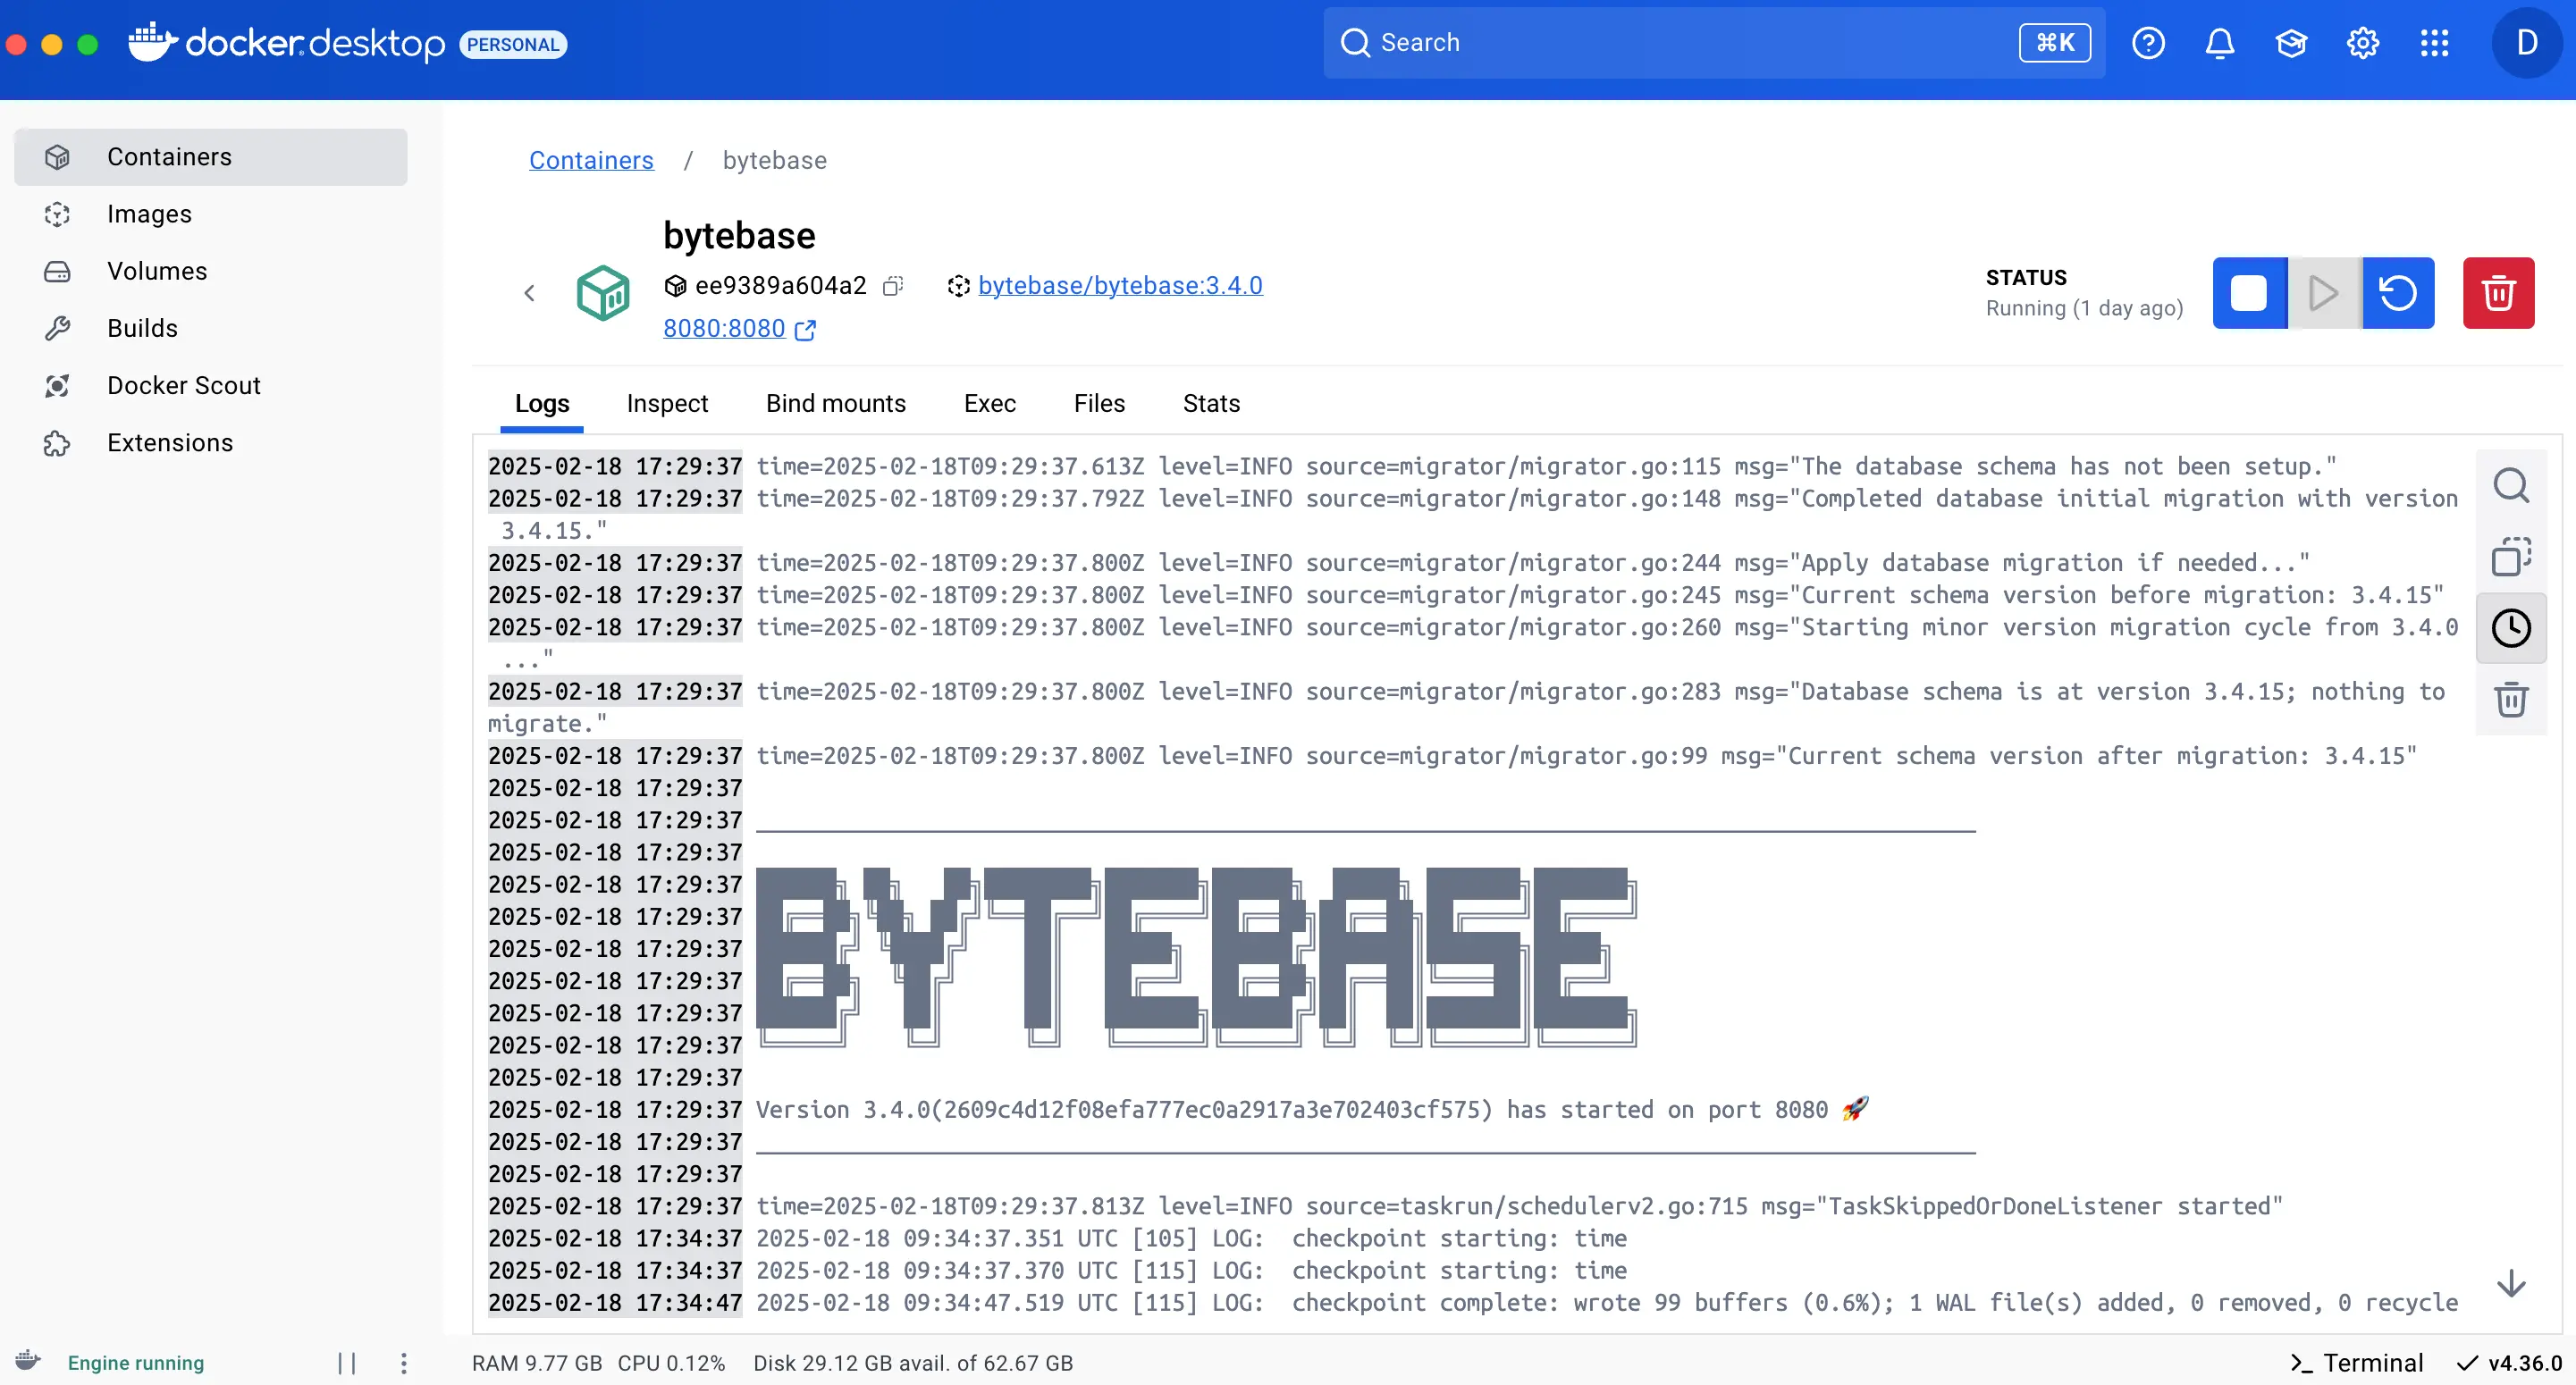 docker.desktop PERSONAL
Search
⌘K
D
Containers
Images
Volumes
Builds
Docker Scout
Extensions
Containers / bytebase
bytebase
ee9389a604a2 bytebase/bytebase:3.4.0
8080:8080
STATUS
Running (1 day ago)
Logs Inspect Bind mounts Exec Files Stats
2025-02-18 17:29:37 time=2025-02-18T09:29:37.613Z level=INFO source=migrator/migrator.go:115 msg="The database schema has not been setup."
2025-02-18 17:29:37 time=2025-02-18T09:29:37.792Z level=INFO source=migrator/migrator.go:148 msg="Completed database initial migration with version
3.4.15."
2025-02-18 17:29:37 time=2025-02-18T09:29:37.800Z level=INFO source=migrator/migrator.go:244 msg="Apply database migration if needed..."
2025-02-18 17:29:37 time=2025-02-18T09:29:37.800Z level=INFO source=migrator/migrator.go:245 msg="Current schema version before migration: 3.4.15"
2025-02-18 17:29:37 time=2025-02-18T09:29:37.800Z level=INFO source=migrator/migrator.go:260 msg="Starting minor version migration cycle from 3.4.0
..."
2025-02-18 17:29:37 time=2025-02-18T09:29:37.800Z level=INFO source=migrator/migrator.go:283 msg="Database schema is at version 3.4.15; nothing to
migrate."
2025-02-18 17:29:37 time=2025-02-18T09:29:37.800Z level=INFO source=migrator/migrator.go:99 msg="Current schema version after migration: 3.4.15"
2025-02-18 17:29:37
2025-02-18 17:29:37
2025-02-18 17:29:37
2025-02-18 17:29:37
2025-02-18 17:29:37
2025-02-18 17:29:37 BYTEBASE
2025-02-18 17:29:37
2025-02-18 17:29:37
2025-02-18 17:29:37
2025-02-18 17:29:37
2025-02-18 17:29:37 Version 3.4.0(2609c4d12f08efa777ec0a2917a3e702403cf575) has started on port 8080 🚀
2025-02-18 17:29:37
2025-02-18 17:29:37
2025-02-18 17:29:37 time=2025-02-18T09:29:37.813Z level=INFO source=taskrun/schedulerv2.go:715 msg="TaskSkippedOrDoneListener started"
2025-02-18 17:34:37 2025-02-18 09:34:37.351 UTC [105] LOG:  checkpoint starting: time
2025-02-18 17:34:37 2025-02-18 09:34:37.370 UTC [115] LOG:  checkpoint starting: time
2025-02-18 17:34:47 2025-02-18 09:34:47.519 UTC [115] LOG:  checkpoint complete: wrote 99 buffers (0.6%); 1 WAL file(s) added, 0 removed, 0 recycle
Engine running
RAM 9.77 GB CPU 0.12% Disk 29.12 GB avail. of 62.67 GB
Terminal
v4.36.0